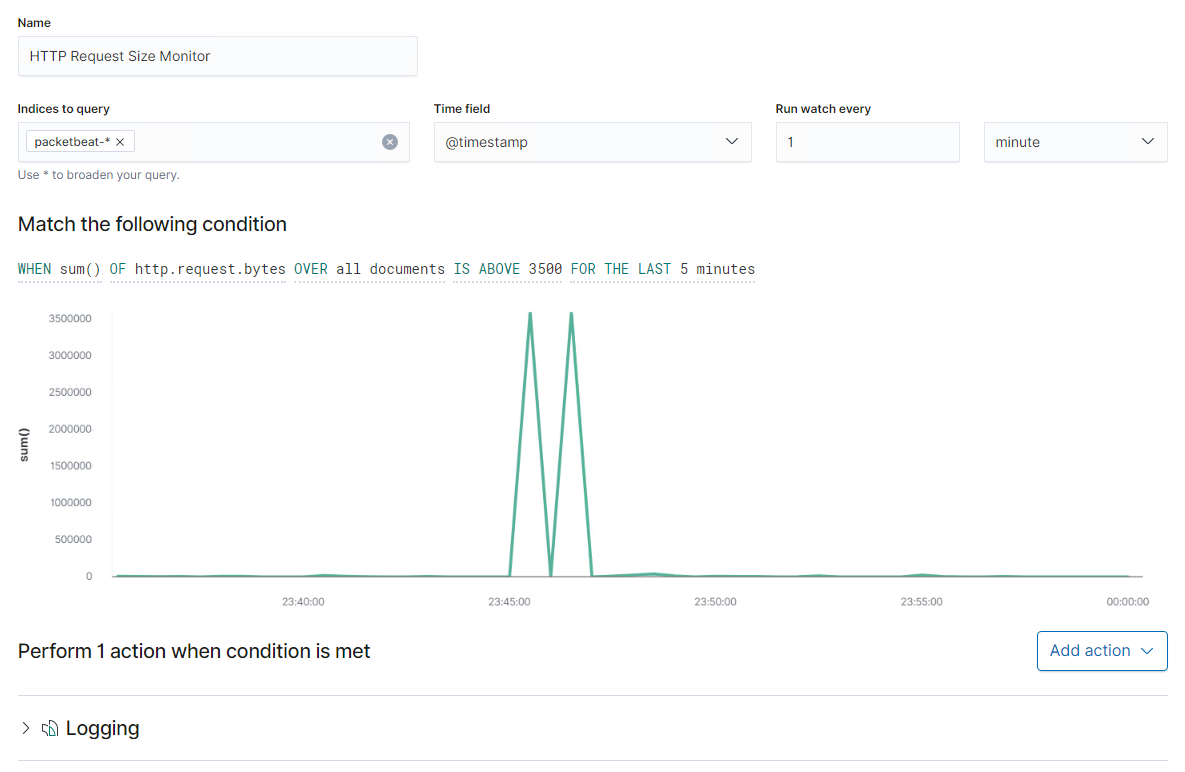 Name
HTTP Request Size Monitor
Indices to query
Time field
Run watch every
packetbeat-*
@timestamp
1
minute
Use * to broaden your query.
Match the following condition
WHEN sum() OF http.request.bytes OVER all documents IS ABOVE 3500 FOR THE LAST 5 minutes
3500000
3000000
2500000
2000000
1500000
1000000
500000
0
sum()
23:40:00
23:45:00
23:50:00
23:55:00
00:00:00
Perform 1 action when condition is met
Add action
Logging